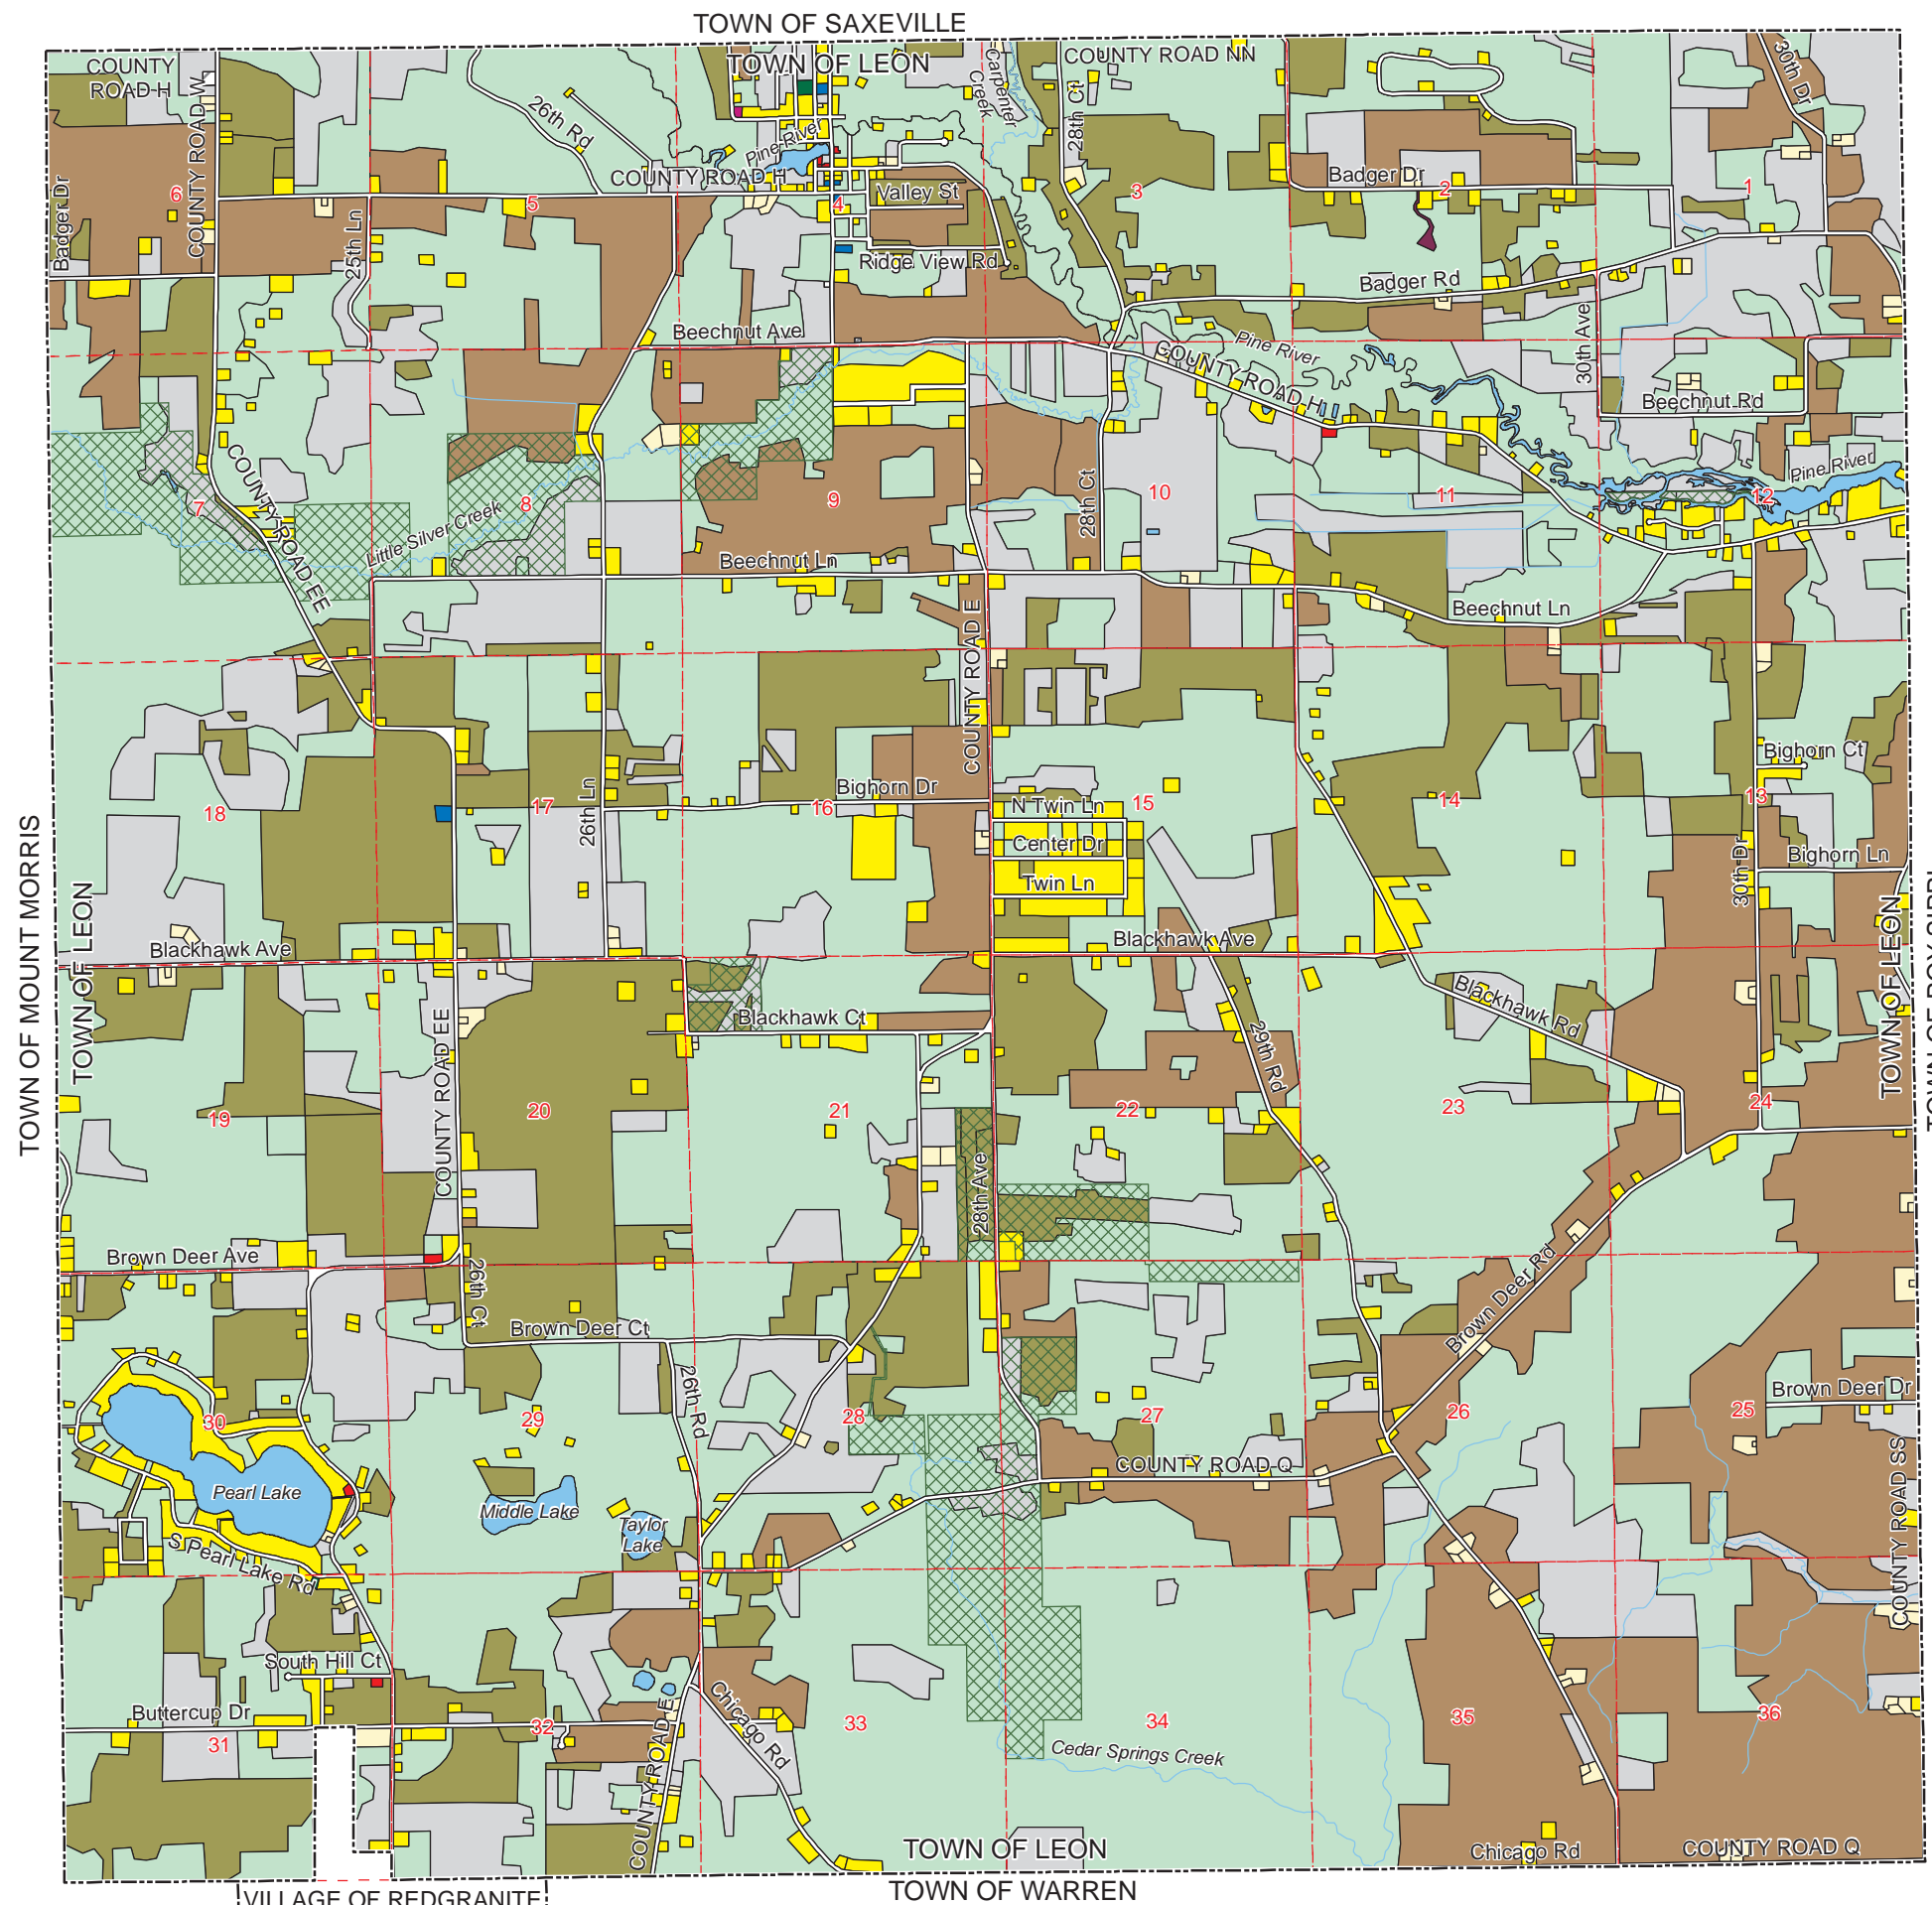 TOWN OF SAXEVILLE
COUNTY
ROAD H
COUNTY ROAD W
26th Rd
TOWN OF LEON
Carpenter
Creek
28th Ct
COUNTY ROAD NN
30th Dr
Pine River
COUNTY ROAD H
Valley St
Badger Dr
Badger Dr
6
5
4
3
2
1
25th Ln
Ridge View Rd
Badger Rd
Beechnut Ave
Pine River
COUNTY ROAD H
30th Ave
Beechnut Rd
Pine River
COUNTY ROAD EE
7
8
9
10
11
12
Little Silver Creek
28th Ct
Beechnut Ln
Beechnut Ln
COUNTY ROAD E
Bighorn Ct
Bighorn Dr
18
17
16
15
14
13
26th Ln
N Twin Ln
Center Dr
Twin Ln
Bighorn Ln
30th Dr
TOWN OF MOUNT MORRIS
TOWN OF LEON
TOWN OF LEON
Blackhawk Ave
Blackhawk Ave
Blackhawk Rd
Blackhawk Ct
29th Rd
COUNTY ROAD EE
19
20
21
22
23
24
28th Ave
Brown Deer Ave
26th Ct
Brown Deer Ct
Brown Deer Rd
26th Rd
Brown Deer Dr
30
29
28
27
26
25
COUNTY ROAD Q
COUNTY ROAD SS
Pearl Lake
Middle Lake
Taylor
Lake
S Pearl Lake Rd
South Hill Ct
Buttercup Dr
Chicago Rd
COUNTY ROAD E
31
32
33
34
35
36
Cedar Springs Creek
TOWN OF LEON
Chicago Rd
COUNTY ROAD Q
TOWN OF WARREN
VILLAGE OF REDGRANITE